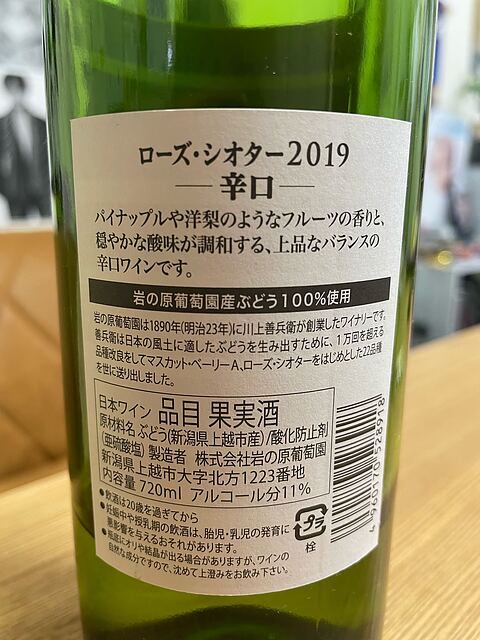 ローズ・シオター2019
辛口
パイナップルや洋梨のようなフルーツの香りと、
穏やかな酸味が調和する、上品なバランスの
辛口ワインです。
岩の原葡萄園産ぶどう100%使用
岩の原葡萄園は1890年(明治23年)に川上善兵衛が創業したワイナリーです。
善兵衛は日本の風土に適したぶどうを生み出すために、1万回を超える
品種改良をしてマスカット・ベーリーA、ローズ・シオターをはじめとした22品種
を世に送り出しました。
日本ワイン 品目 果実酒
原材料名 ぶどう(新潟県上越市産)/酸化防止剤
(亜硫酸塩) 製造者 株式会社岩の原葡萄園
新潟県上越市大字北方1223番地
内容量 720ml アルコール分11%
●飲酒は20歳を過ぎてから
●妊娠中や授乳期の飲酒は、胎児・乳児の発育に
悪影響を与えるおそれがあります。
●瓶底にオリや結晶が出る場合がありますが、ワインの
自然な成分ですので、沈めて上澄みをお飲み下さい。
プラ
栓
4 960770 528918